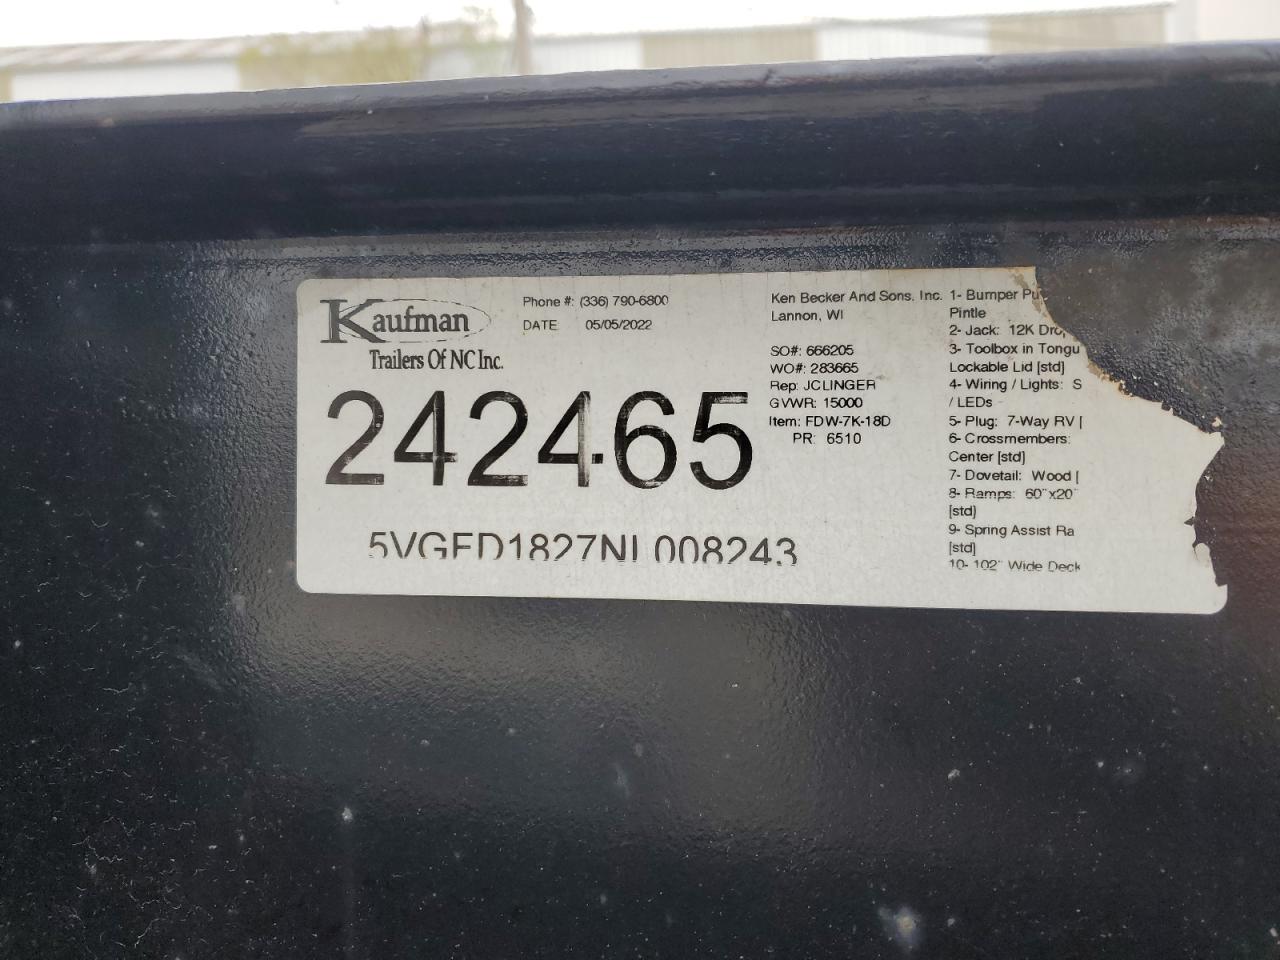 Kaufman
Trailers Of NC Inc.
Phone #: (336) 790-6800
DATE 05/05/2022
242465
5VGFD1827NL008243
Ken Becker And Sons, Inc.
Lannon, WI
SO#: 666205
WO#: 283665
Rep: JCLINGER
GVWR: 15000
Item: FDW-7K-18D
PR: 6510
1- Bumper Pu
Pintle
2- Jack: 12K Dro
3- Toolbox in Tongu
Lockable Lid [std]
4- Wiring / Lights: S
/ LEDs -
5- Plug: 7-Way RV [
6- Crossmembers:
Center [std]
7- Dovetail: Wood [
8- Ramps: 60"x20"
[std]
9- Spring Assist Ra
[std]
10- 102" Wide Deck